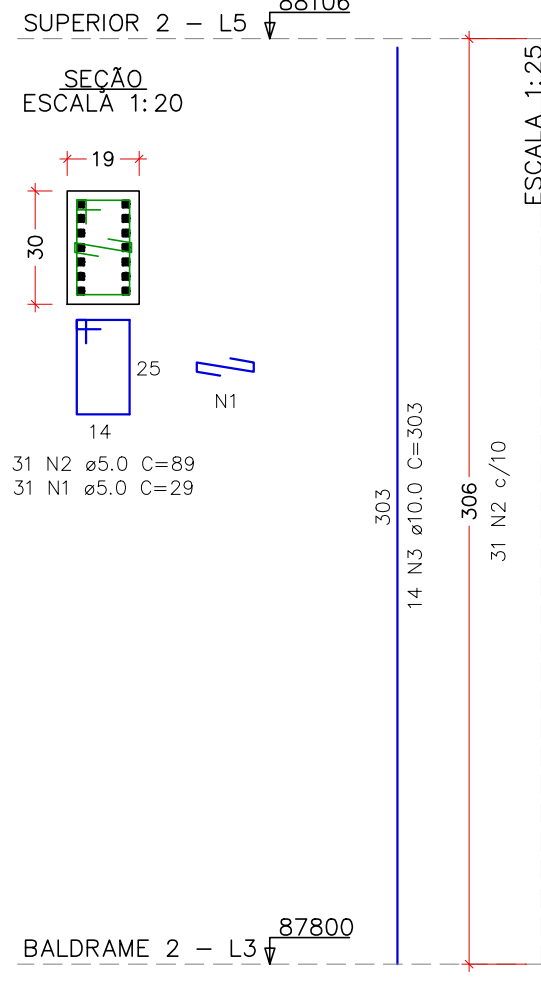 88106
SUPERIOR 2 - L5
SEÇÃO
ESCALA 1:20
19
30
25
14
N1
31 N2 ø5.0 C=89
31 N1 ø5.0 C=29
303
14 N3 ø10.0 C=303
306
31 N2 c/10
ESCALA 1:25
87800
BALDRAME 2 - L3